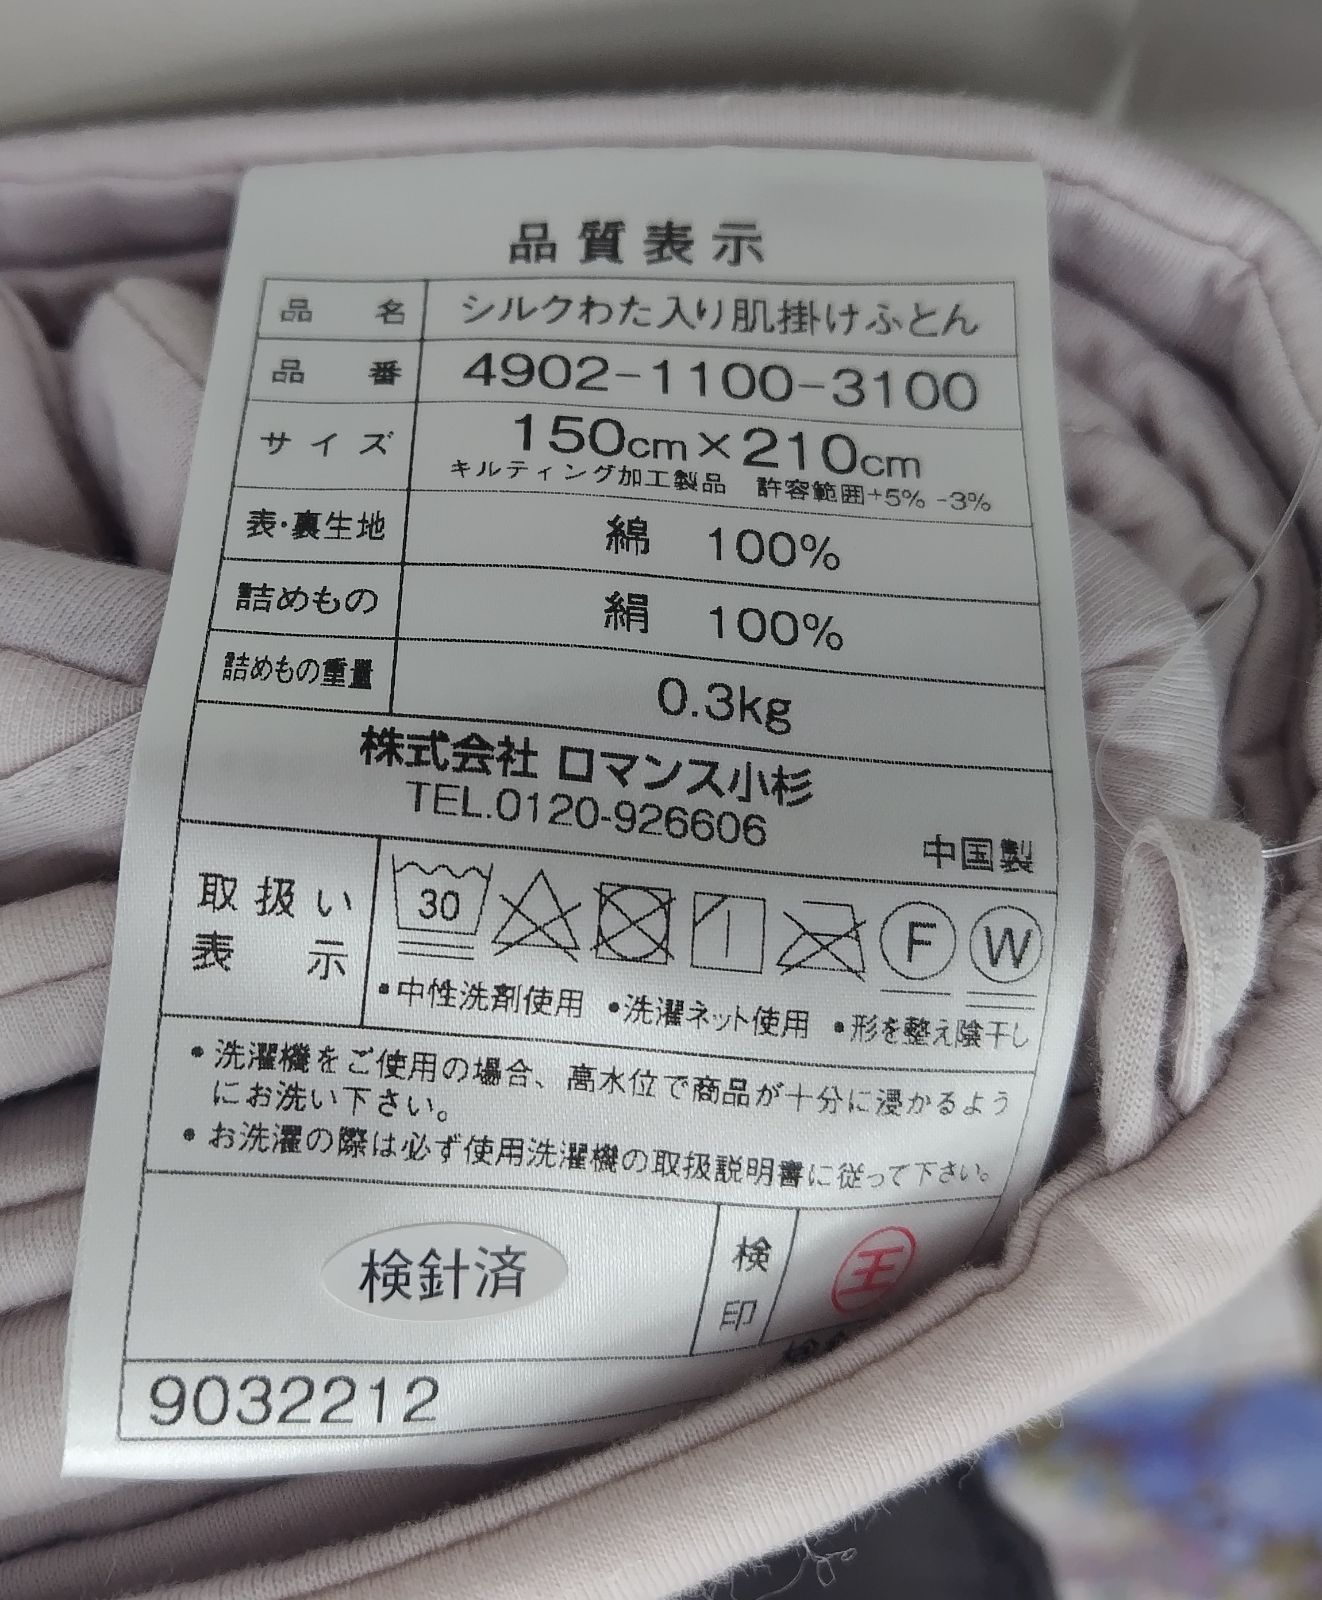 品質表示
品名 シルクわた入り肌掛けふとん
品番 4902-1100-3100
サイズ 150cm×210cm
キルティング加工製品 許容範囲+5% -3%
表・裏生地 綿 100%
詰めもの 絹 100%
詰めもの重量 0.3kg
株式会社 ロマンス小杉
TEL.0120-926606
中国製
取扱い表示
30
F W
・中性洗剤使用 ・洗濯ネット使用 ・形を整え陰干し
・洗濯機をご使用の場合、高水位で商品が十分に浸かるよう
にお洗い下さい。
・お洗濯の際は必ず使用洗濯機の取扱説明書に従って下さい。
検針済
検印
王
9032212